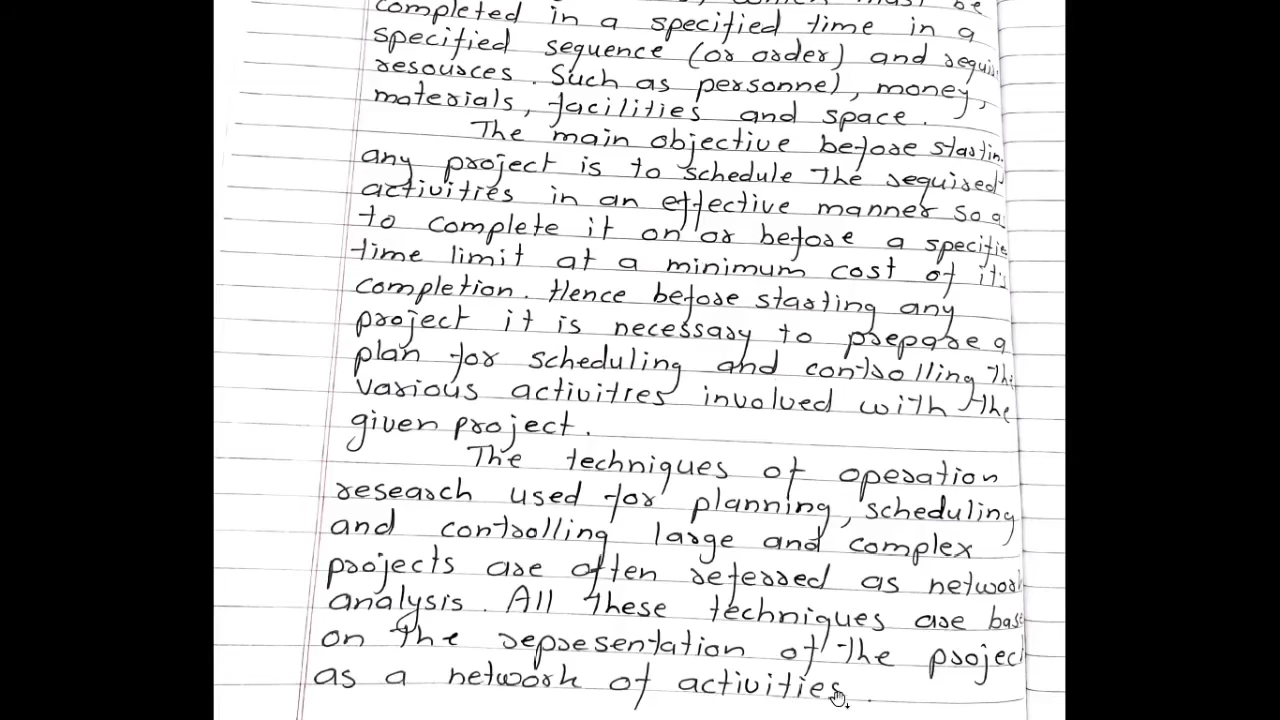 be
completed in a specified time in a
specified sequence (or order) and requi
resources. Such as personnel, money,
materials, facilities and space.
The main objective before startin
any project is to schedule the required
activities in an effective manner so a
to complete it on or before a specifie
time limit at a minimum cost of its
completion. Hence before starting any
project it is necessary to prepare a
plan for scheduling and controlling the
various activities involved with the
given project.
The techniques of operation
research used for planning, scheduling
and controlling large and complex
projects are often referred as network
analysis. All these techniques are bas
on the representation of the project
as a network of activities.